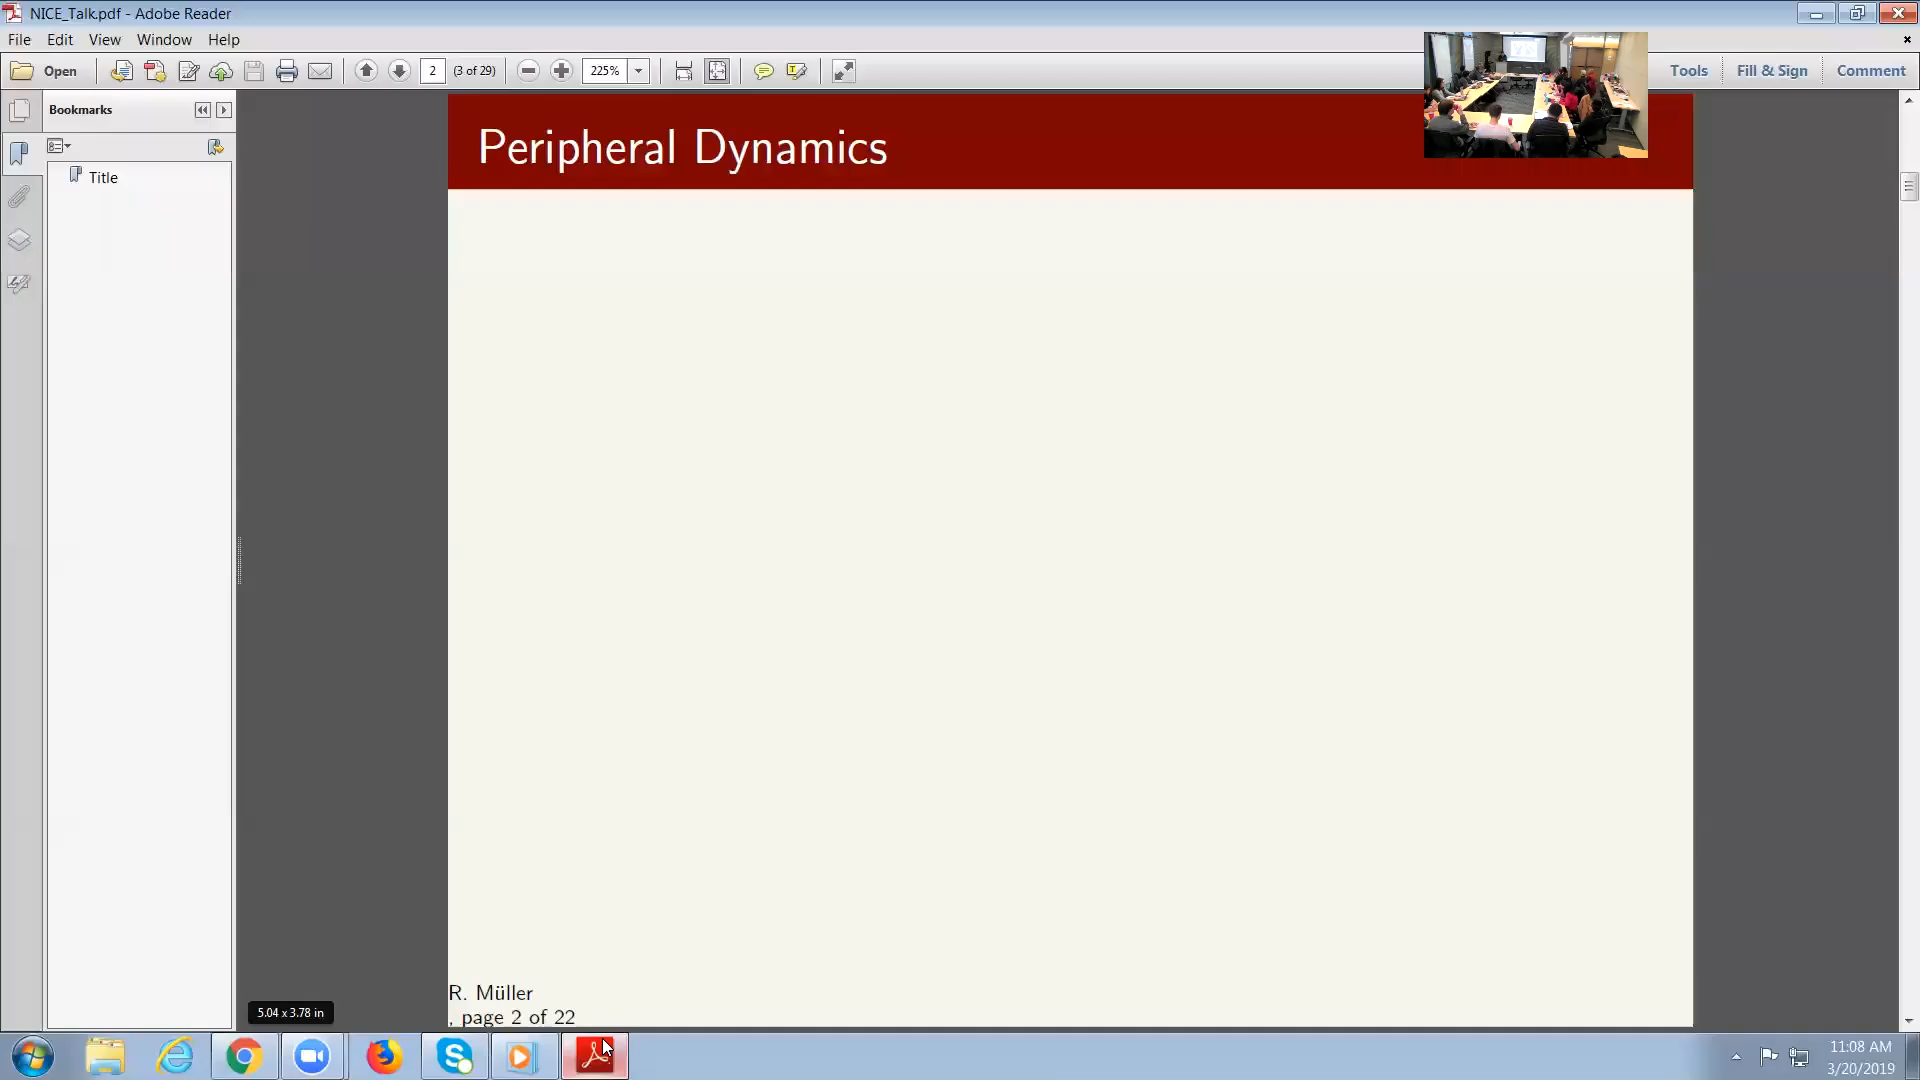 NICE_Talk.pdf - Adobe Reader
File Edit View Window Help
Open 2 (3 of 29) 225% Tools Fill & Sign Comment
Bookmarks
Title
Peripheral Dynamics
R. Müller
, page 2 of 22
5.04 x 3.78 in
11:08 AM
3/20/2019